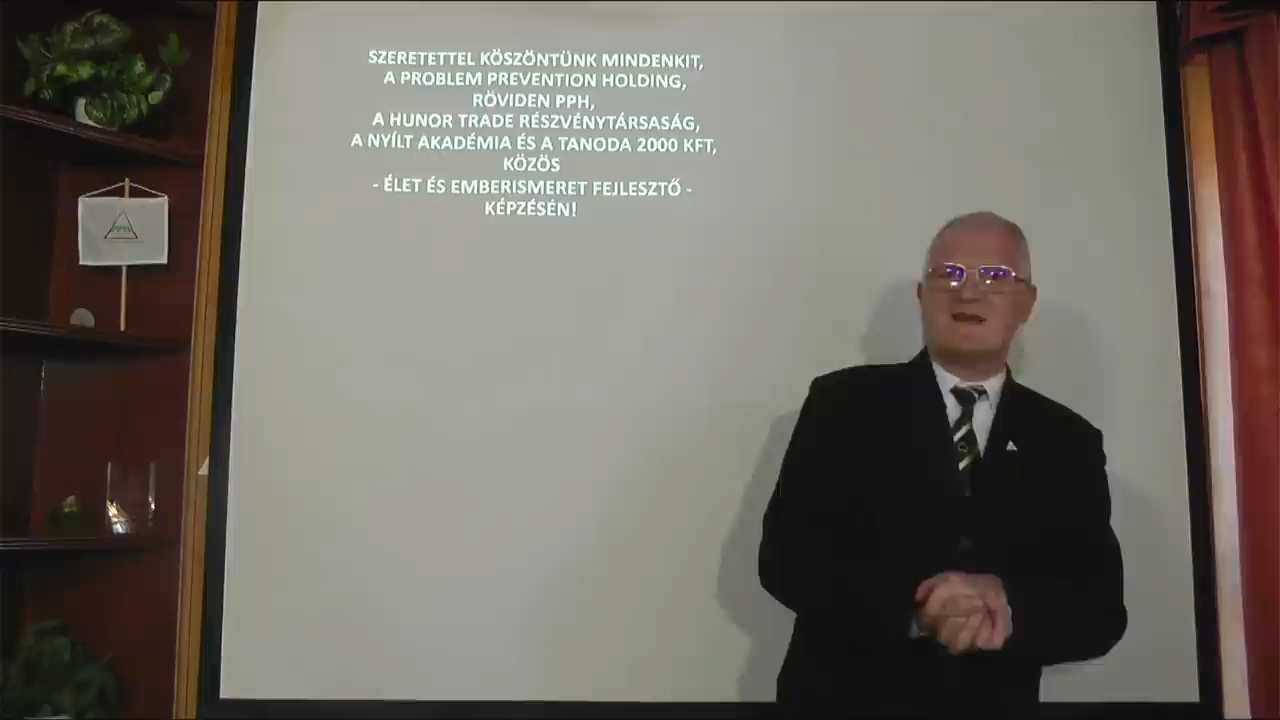 SZERETETTEL KÖSZÖNTÜNK MINDENKIT,
A PROBLEM PREVENTION HOLDING,
RÖVIDEN PPH,
A HUNOR TRADE RÉSZVÉNYTÁRSASÁG,
A NYÍLT AKADÉMIA ÉS A TANODA 2000 KFT,
KÖZÖS
- ÉLET ÉS EMBERISMERET FEJLESZTŐ -
KÉPZÉSÉN!